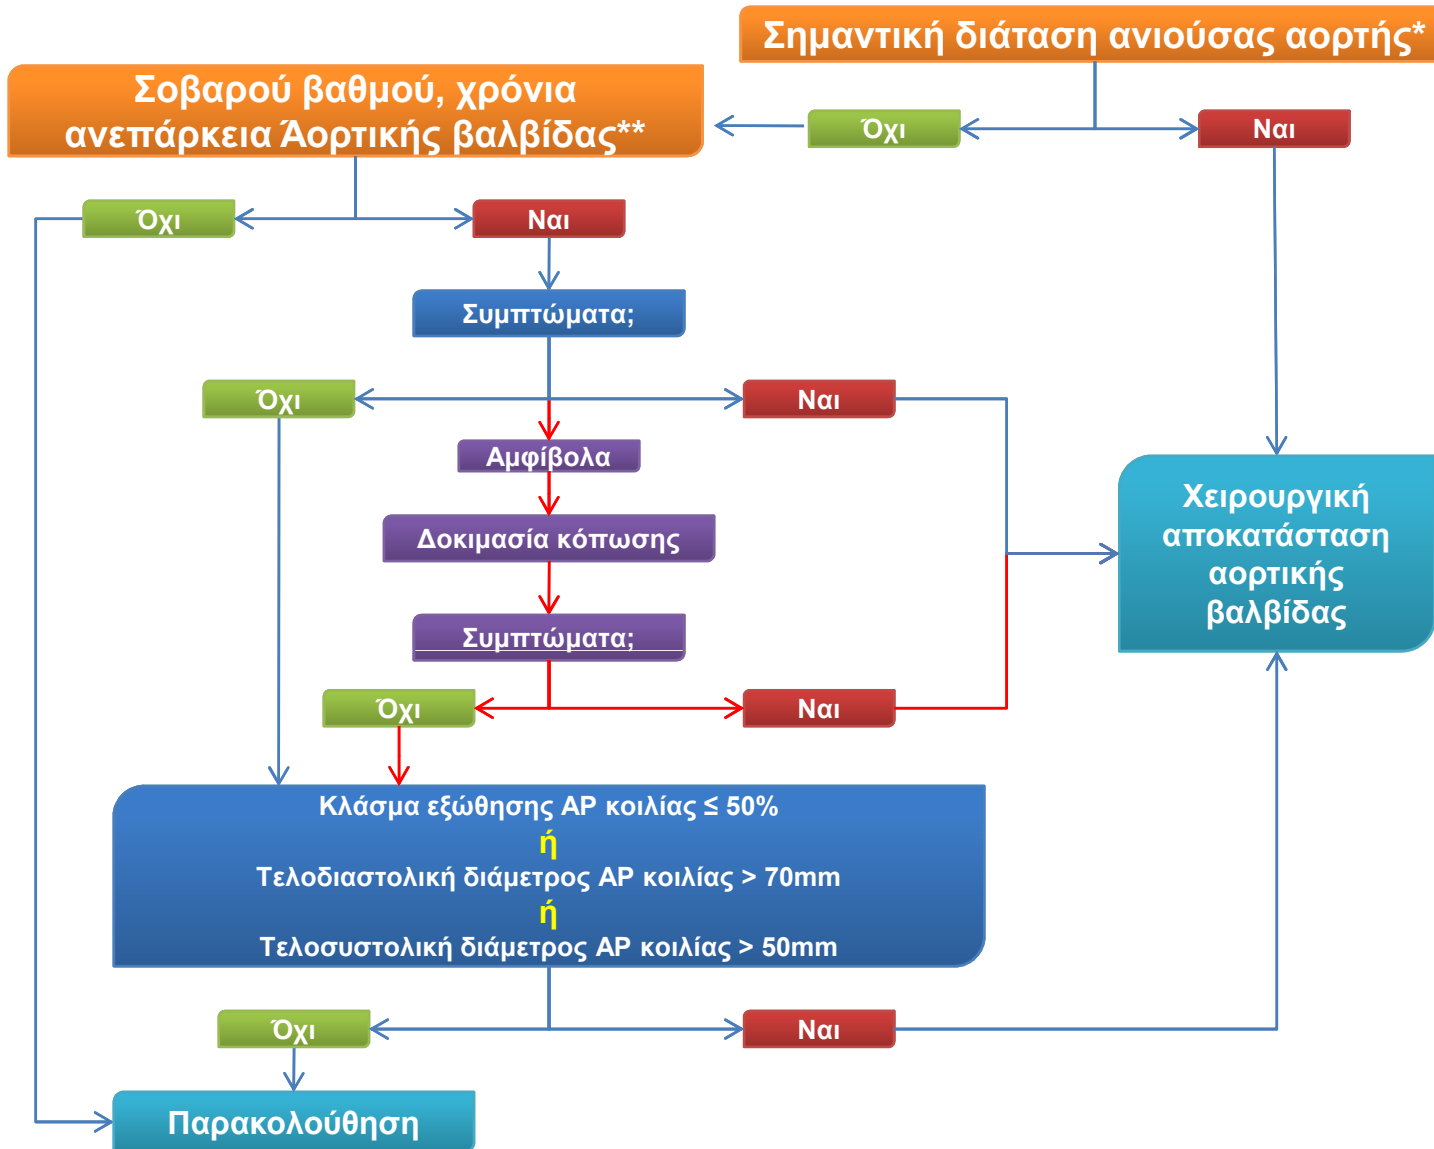 Σημαντική διάταση ανιούσας αορτής*
Σοβαρού βαθμού, χρόνια
ανεπάρκεια Άορτικής βαλβίδας**
Όχι
Ναι
Όχι
Ναι
Συμπτώματα;
Όχι
Ναι
Αμφίβολα
Δοκιμασία κόπωσης
Συμπτώματα;
Όχι
Ναι
Χειρουργική
αποκατάσταση
αορτικής
βαλβίδας
Κλάσμα εξώθησης ΑΡ κοιλίας ≤ 50%
ή
Τελοδιαστολική διάμετρος ΑΡ κοιλίας > 70mm
ή
Τελοσυστολική διάμετρος ΑΡ κοιλίας > 50mm
Όχι
Ναι
Παρακολούθηση